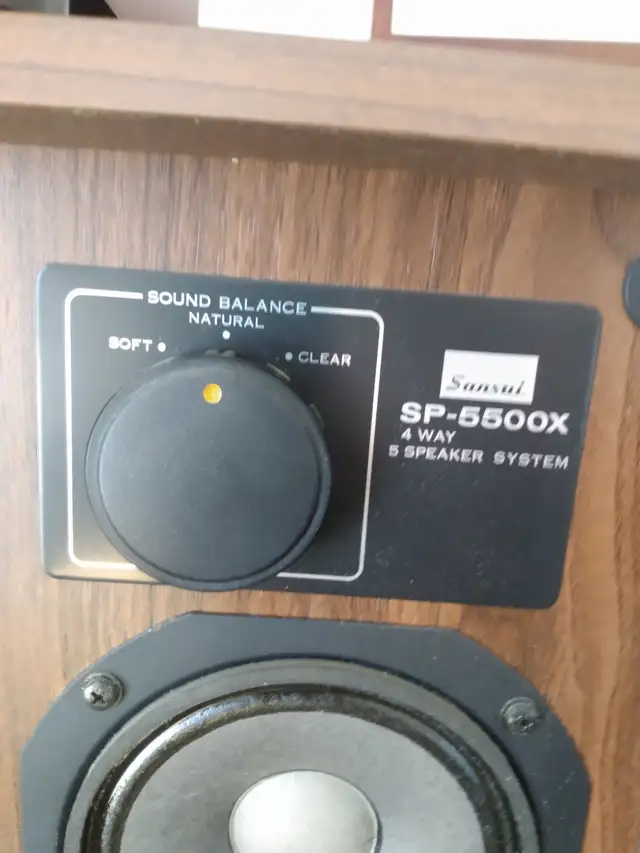 SOUND BALANCE
NATURAL
SOFT
CLEAR
Sansui
SP-5500X
4 WAY
5 SPEAKER SYSTEM